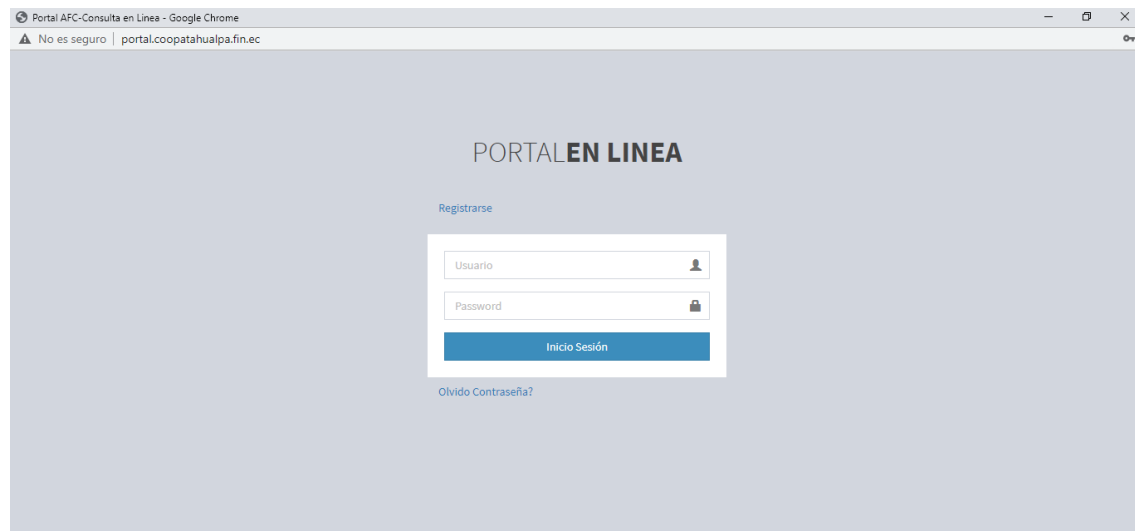 Portal AFC-Consulta en Linea - Google Chrome
No es seguro | portal.coopatahualpa.fin.ec
PORTALEN LINEA
Registrarse
Usuario
Password
Inicio Sesión
Olvido Contraseña?